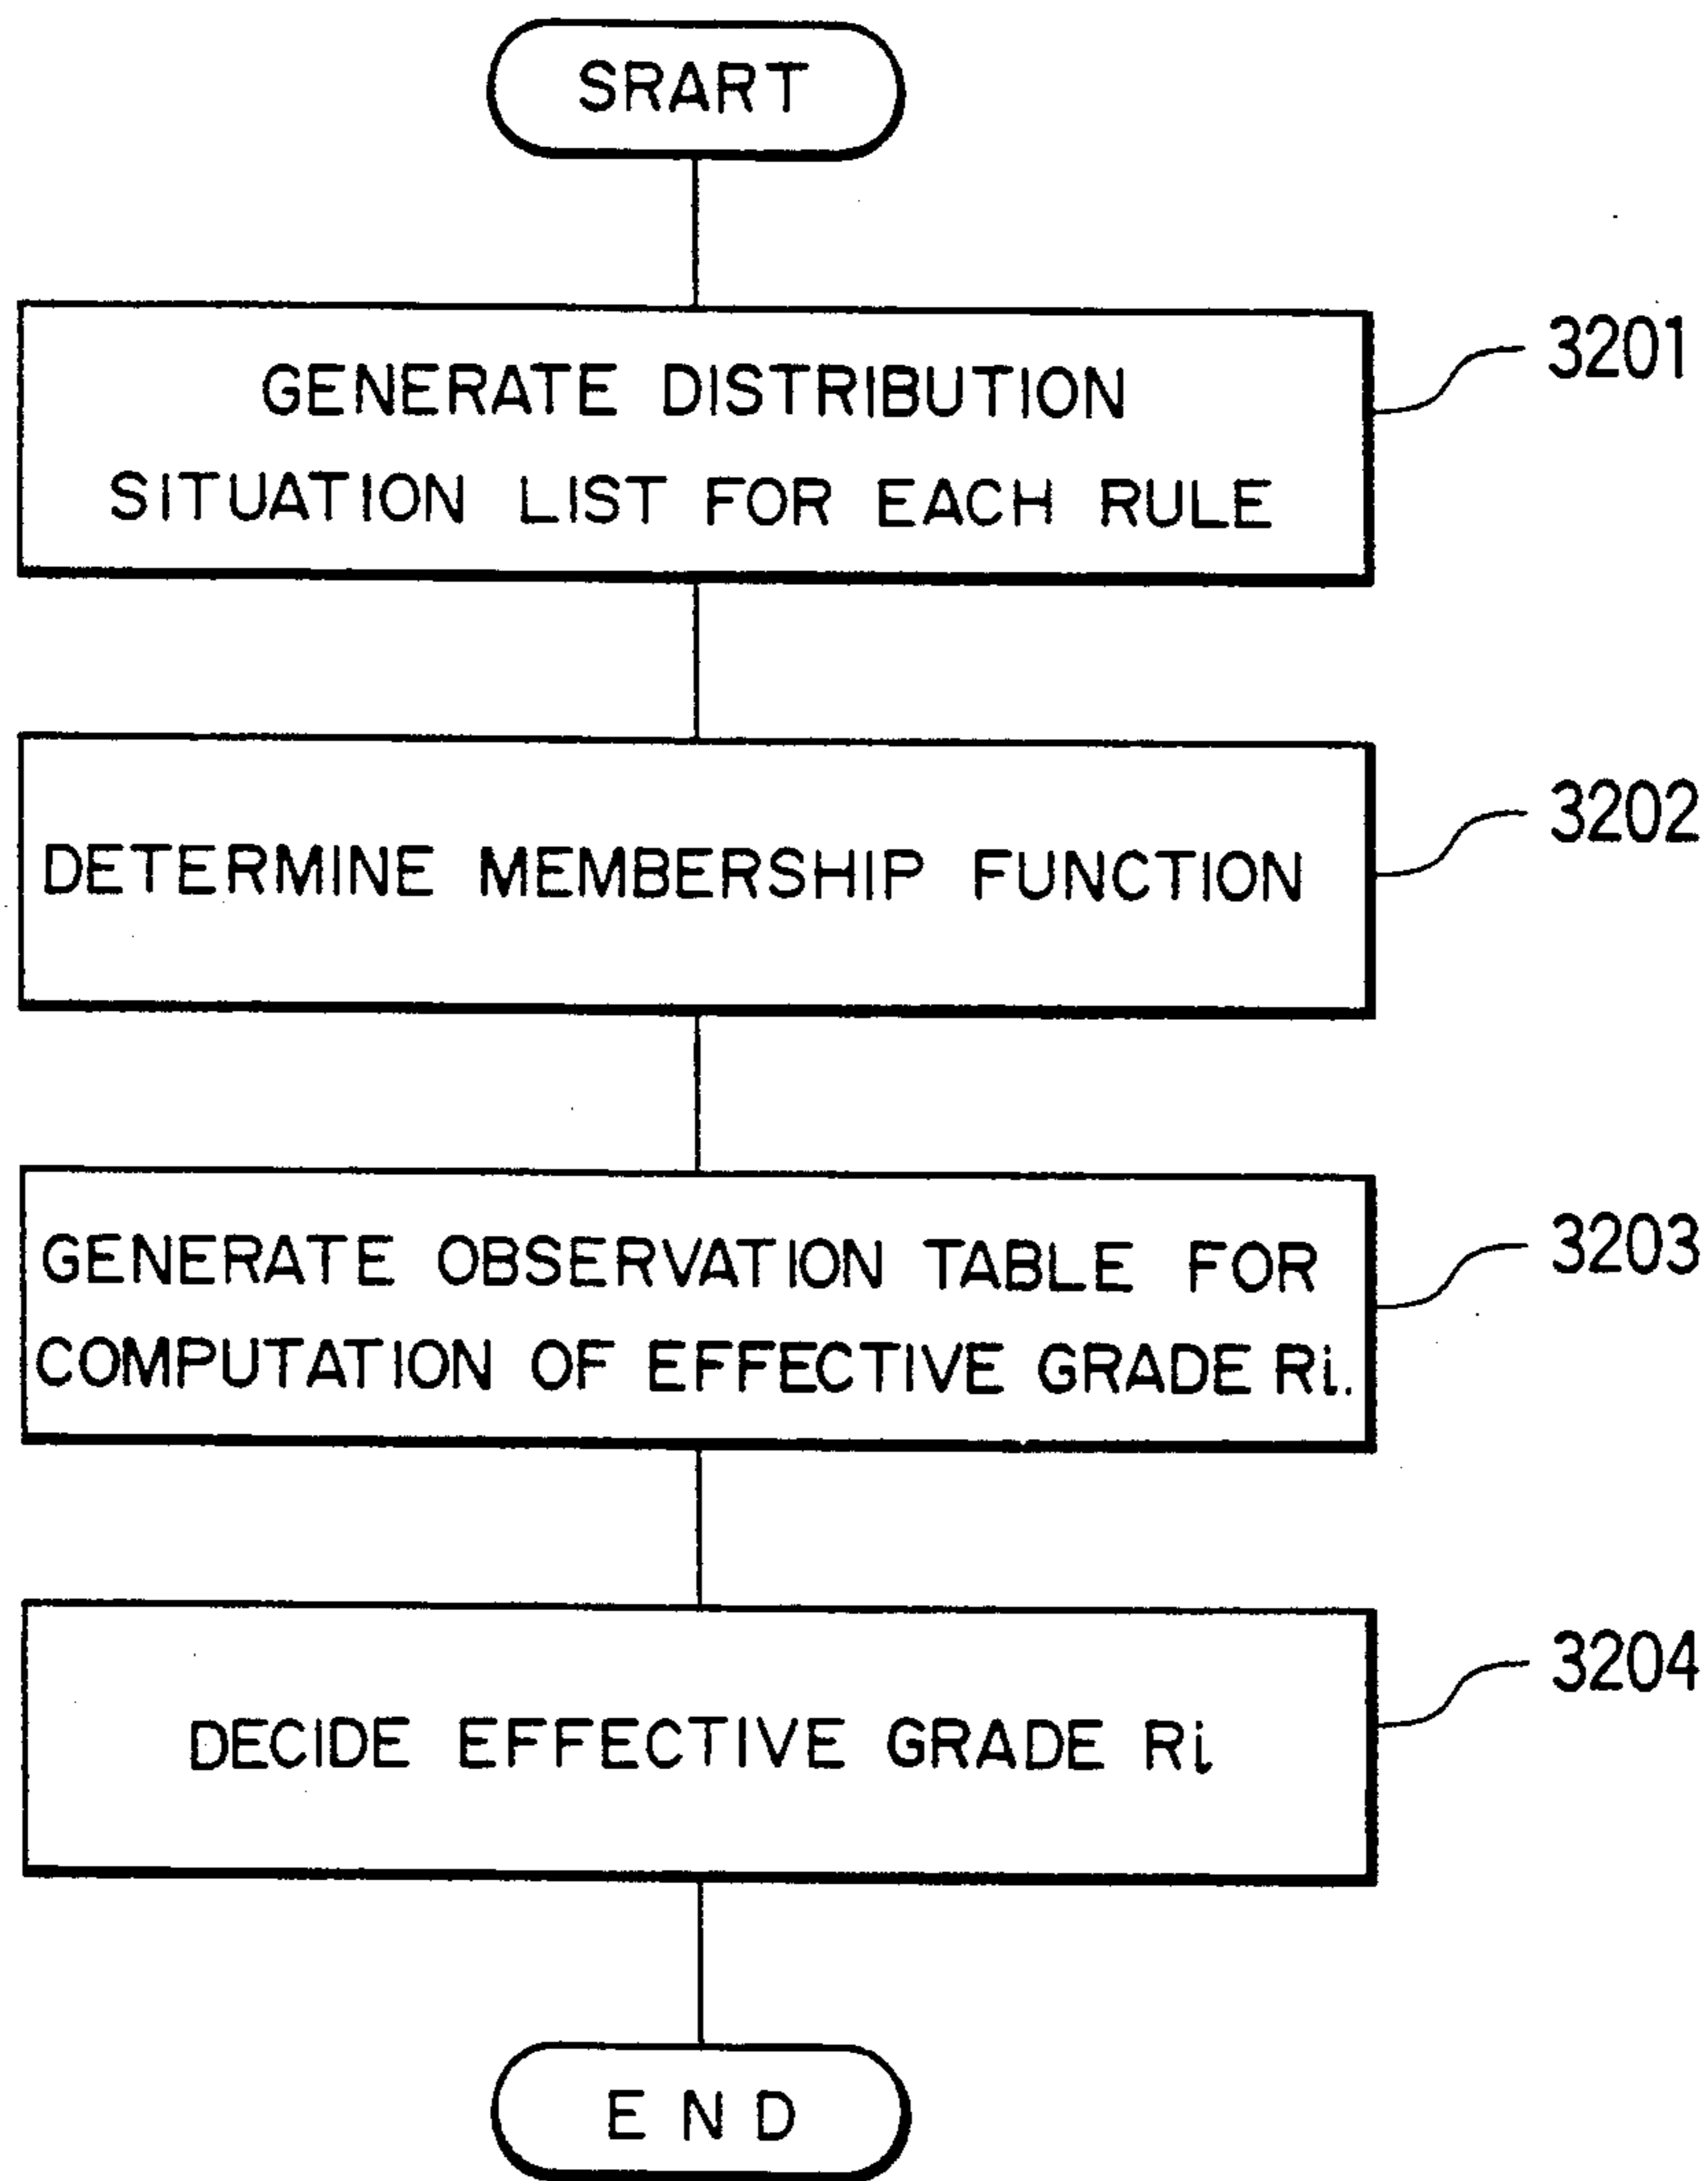 SRART
GENERATE DISTRIBUTION
SITUATION LIST FOR EACH RULE
3201
DETERMINE MEMBERSHIP FUNCTION
3202
GENERATE OBSERVATION TABLE FOR
COMPUTATION OF EFFECTIVE GRADE Ri.
3203
DECIDE EFFECTIVE GRADE Ri
3204
END